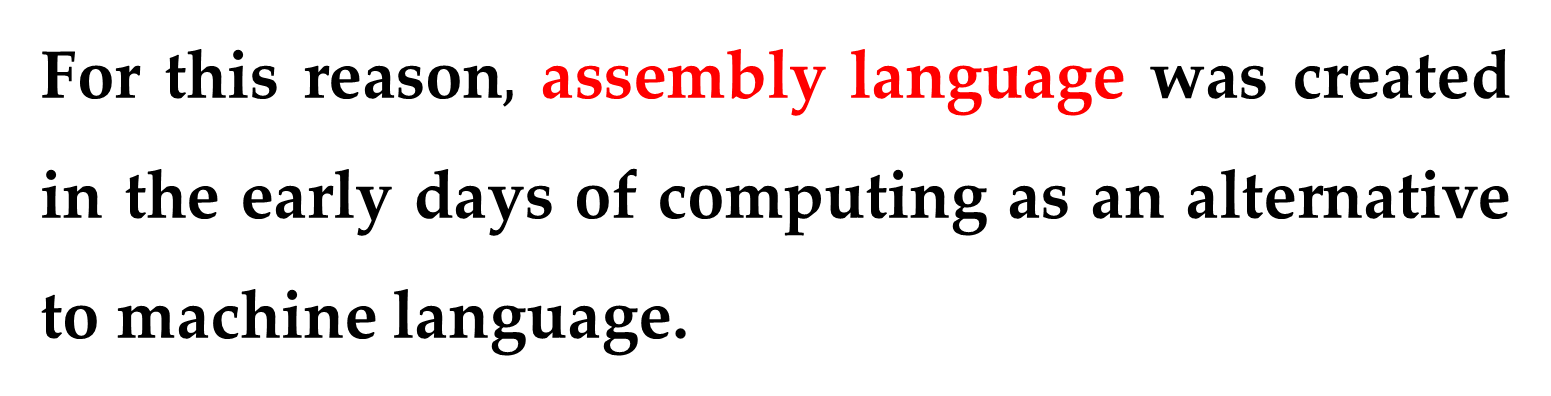 For this reason, assembly language was created
in the early days of computing as an alternative
to machine language.